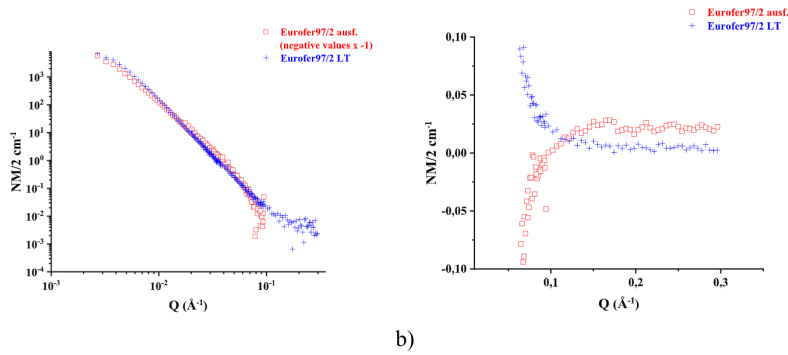 Eurofer97/2 ausf.
(negative values x -1)
Eurofer97/2 LT
NM/2 cm⁻¹
10³
10²
10¹
10⁰
10⁻¹
10⁻²
10⁻³
10⁻⁴
10⁻³ 10⁻² 10⁻¹
Q (Å⁻¹)
Eurofer97/2 ausf.
Eurofer97/2 LT
NM/2 cm⁻¹
0,10
0,05
0,00
-0,05
-0,10
0,1 0,2 0,3
Q (Å⁻¹)
b)